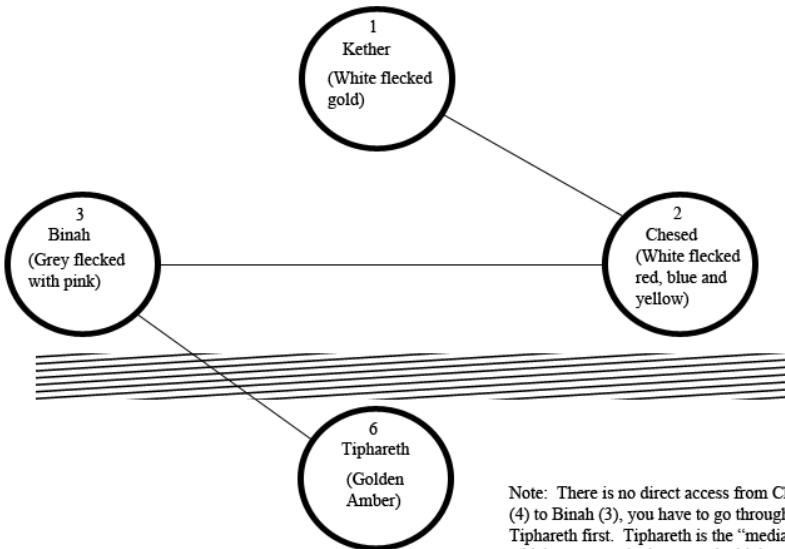 1
Kether
(White flecked
gold)
3
Binah
(Grey flecked
with pink)
2
Chesed
(White flecked
red, blue and
yellow)
6
Tiphareth
(Golden
Amber)
Note: There is no direct access from
(4) to Binah (3), you have to go through
Tiphareth first. Tiphareth is the “media